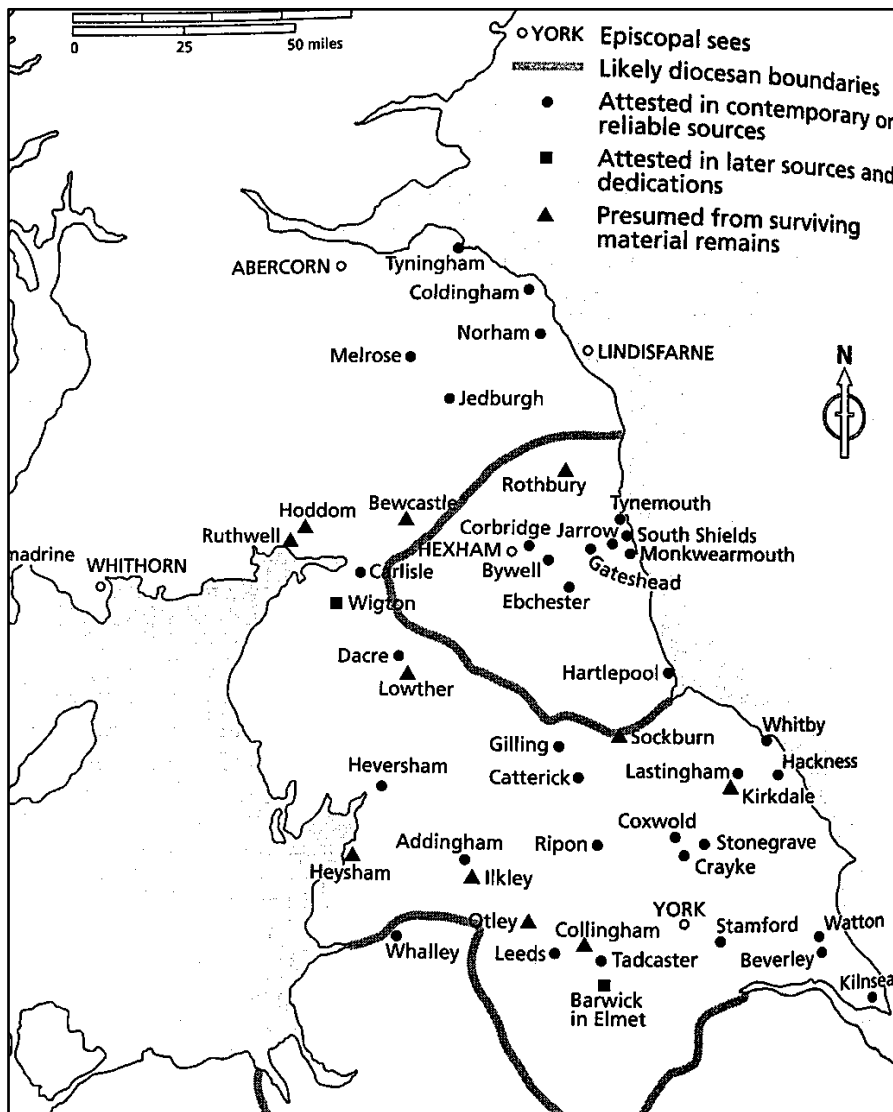 0 25 50 miles
YORK Episcopal sees
Likely diocesan boundaries
Attested in contemporary or
reliable sources
Attested in later sources and
dedications
Presumed from surviving
material remains
ABERCORN
Tyningham
Coldingham
Norham
LINDISFARNE
Melrose
Jedburgh
N
Rothbury
Bewcastle
Hoddom
Ruthwell
Tynemouth
Corbridge
Jarrow
South Shields
HEXHAM
Monkwearmouth
Bywell
Gateshead
nadrine
WHITHORN
Carlisle
Ebchester
Wigton
Dacre
Lowther
Hartlepool
Sockburn
Whitby
Gilling
Hackness
Catterick
Lastingham
Heversham
Kirkdale
Coxwold
Addingham
Ripon
Stonegrave
Crayke
Heysham
Ilkley
YORK
Otley
Collingham
Stamford
Watton
Whalley
Leeds
Tadcaster
Beverley
Kilnsea
Barwick
in Elmet